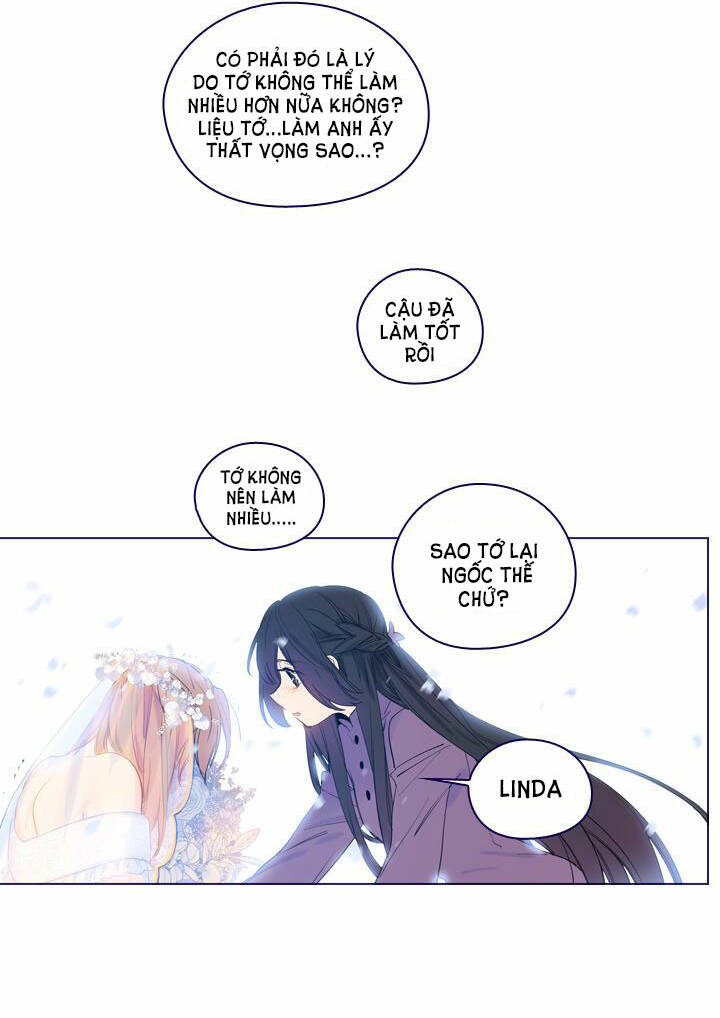 CÓ PHẢI ĐÓ LÀ LÝ
DO TỚ KHÔNG THỂ LÀM
NHIỀU HƠN NỮA KHÔNG?
LIỆU TỚ...LÀM ANH ẤY
THẤT VỌNG SAO...?
CẬU ĐÃ
LÀM TỐT
RỒI
TỚ KHÔNG
NÊN LÀM
NHIỀU.....
SAO TỚ LẠI
NGỐC THẾ
CHỨ?
LINDA